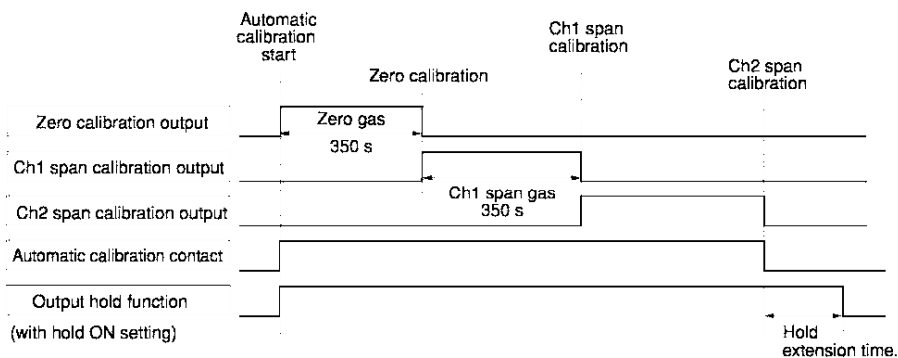 Automatic
calibration
start
Ch1 span
calibration
Zero calibration
Ch2 span
calibration
Zero calibration output
Zero gas
350 s
Ch1 span calibration output
Ch1 span gas
350 s
Ch2 span calibration output
Automatic calibration contact
Output hold function
(with hold ON setting)
Hold
extension time.